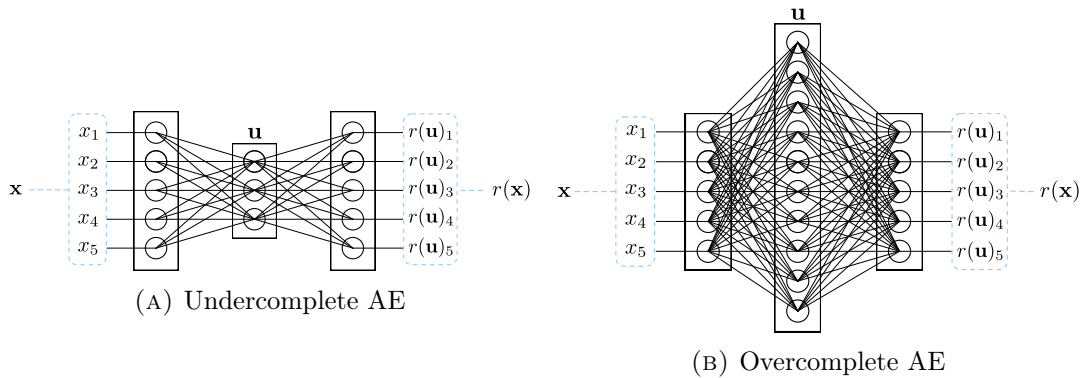 u
x₁
x₂
x₃
x₄
x₅
x
r(u)₁
r(u)₂
r(u)₃
r(u)₄
r(u)₅
r(x)
(A) Undercomplete AE
u
x₁
x₂
x₃
x₄
x₅
x
r(u)₁
r(u)₂
r(u)₃
r(u)₄
r(u)₅
r(x)
(B) Overcomplete AE